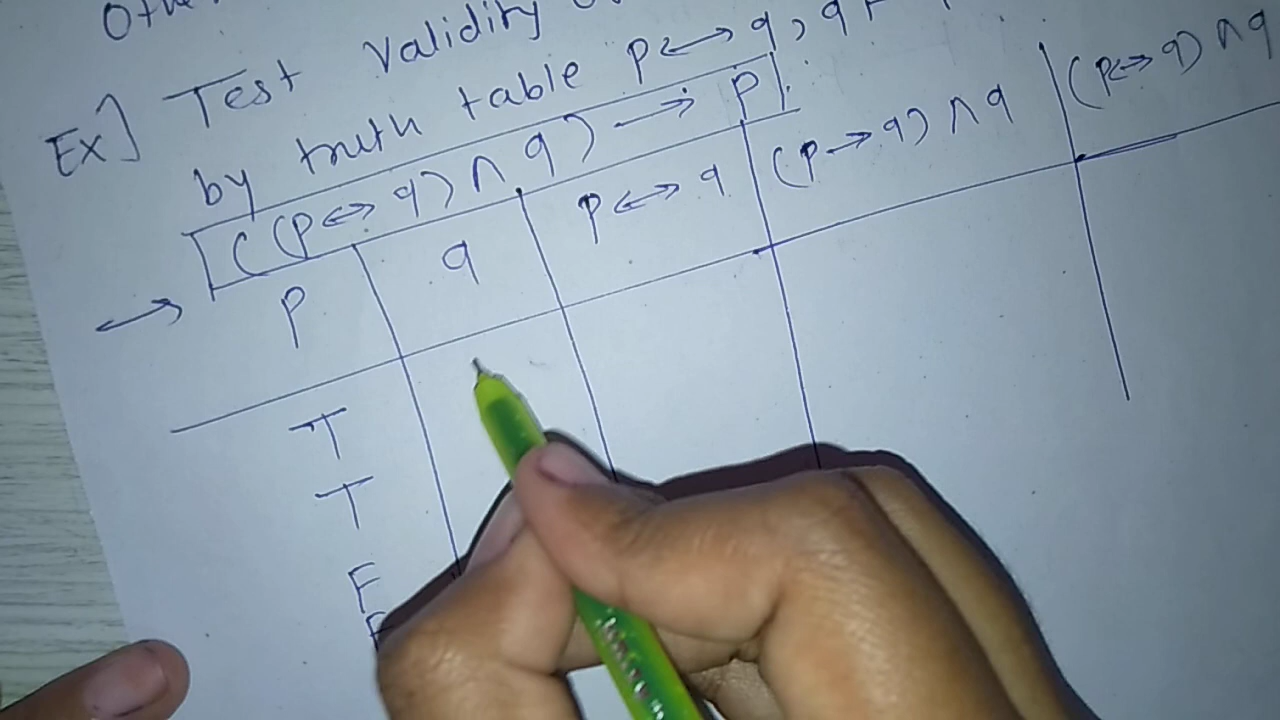 Ex] Test Validity
by truth table p↔q, q ⊢
((p↔q) ∧ q) → p
p q p↔q (p→q) ∧ q (p↔q) ∧ q
T
T
F
F